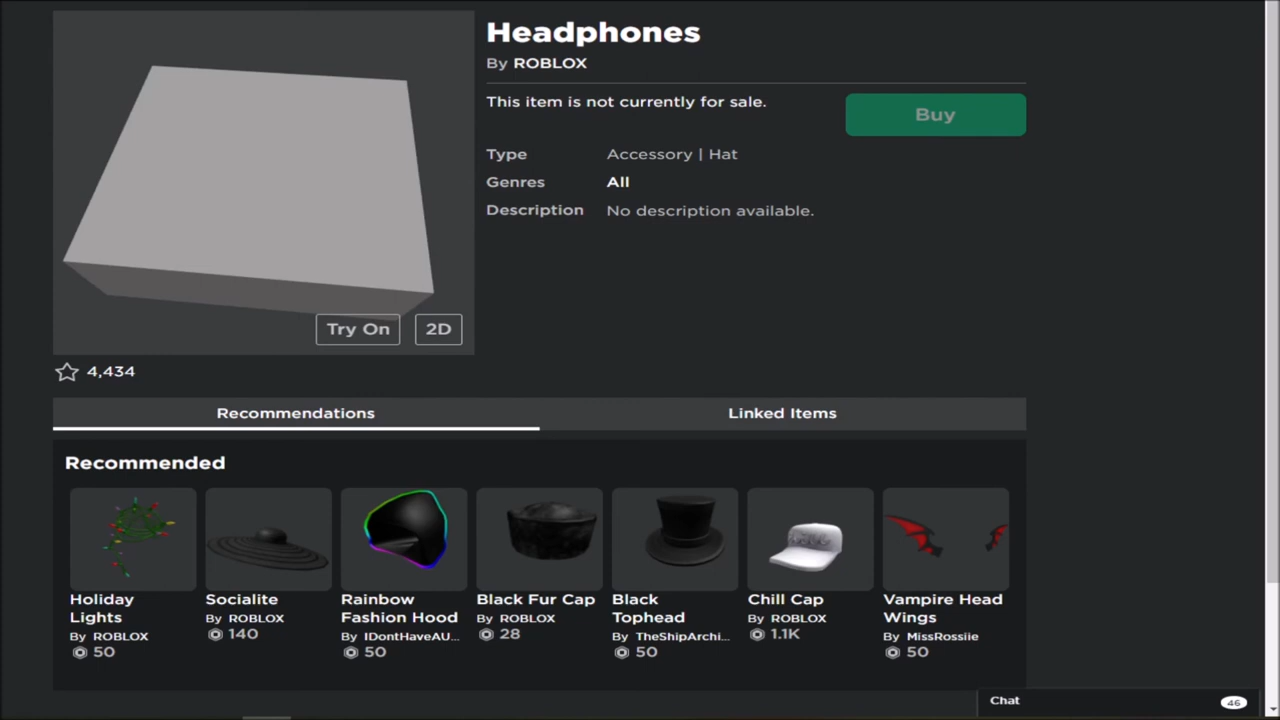 Headphones
By ROBLOX
This item is not currently for sale.
Buy
Type Accessory | Hat
Genres All
Description No description available.
Try On 2D
4,434
Recommendations Linked Items
Recommended
Holiday Lights
By ROBLOX
50
Socialite
By ROBLOX
140
Rainbow Fashion Hood
By IDontHaveAU...
50
Black Fur Cap
By ROBLOX
28
Black Tophead
By TheShipArchi...
50
Chill Cap
By ROBLOX
1.1K
Vampire Head Wings
By MissRossiie
50
Chat 46